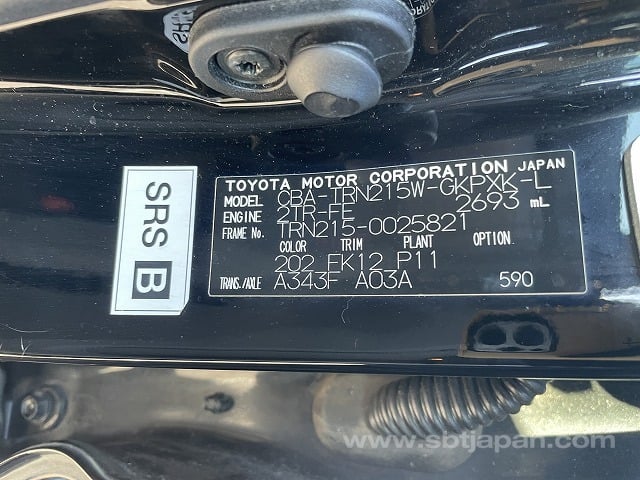 TOYOTA MOTOR CORPORATION JAPAN
MODEL CBA-TRN215W-GKPXK-L
ENGINE 2TR-FE 2693 mL
FRAME No. TRN215-0025821
COLOR TRIM PLANT OPTION
202 FK12 P11
TRANS./AXLE A343F A03A 590
SRS B
www.sbtjapan.com